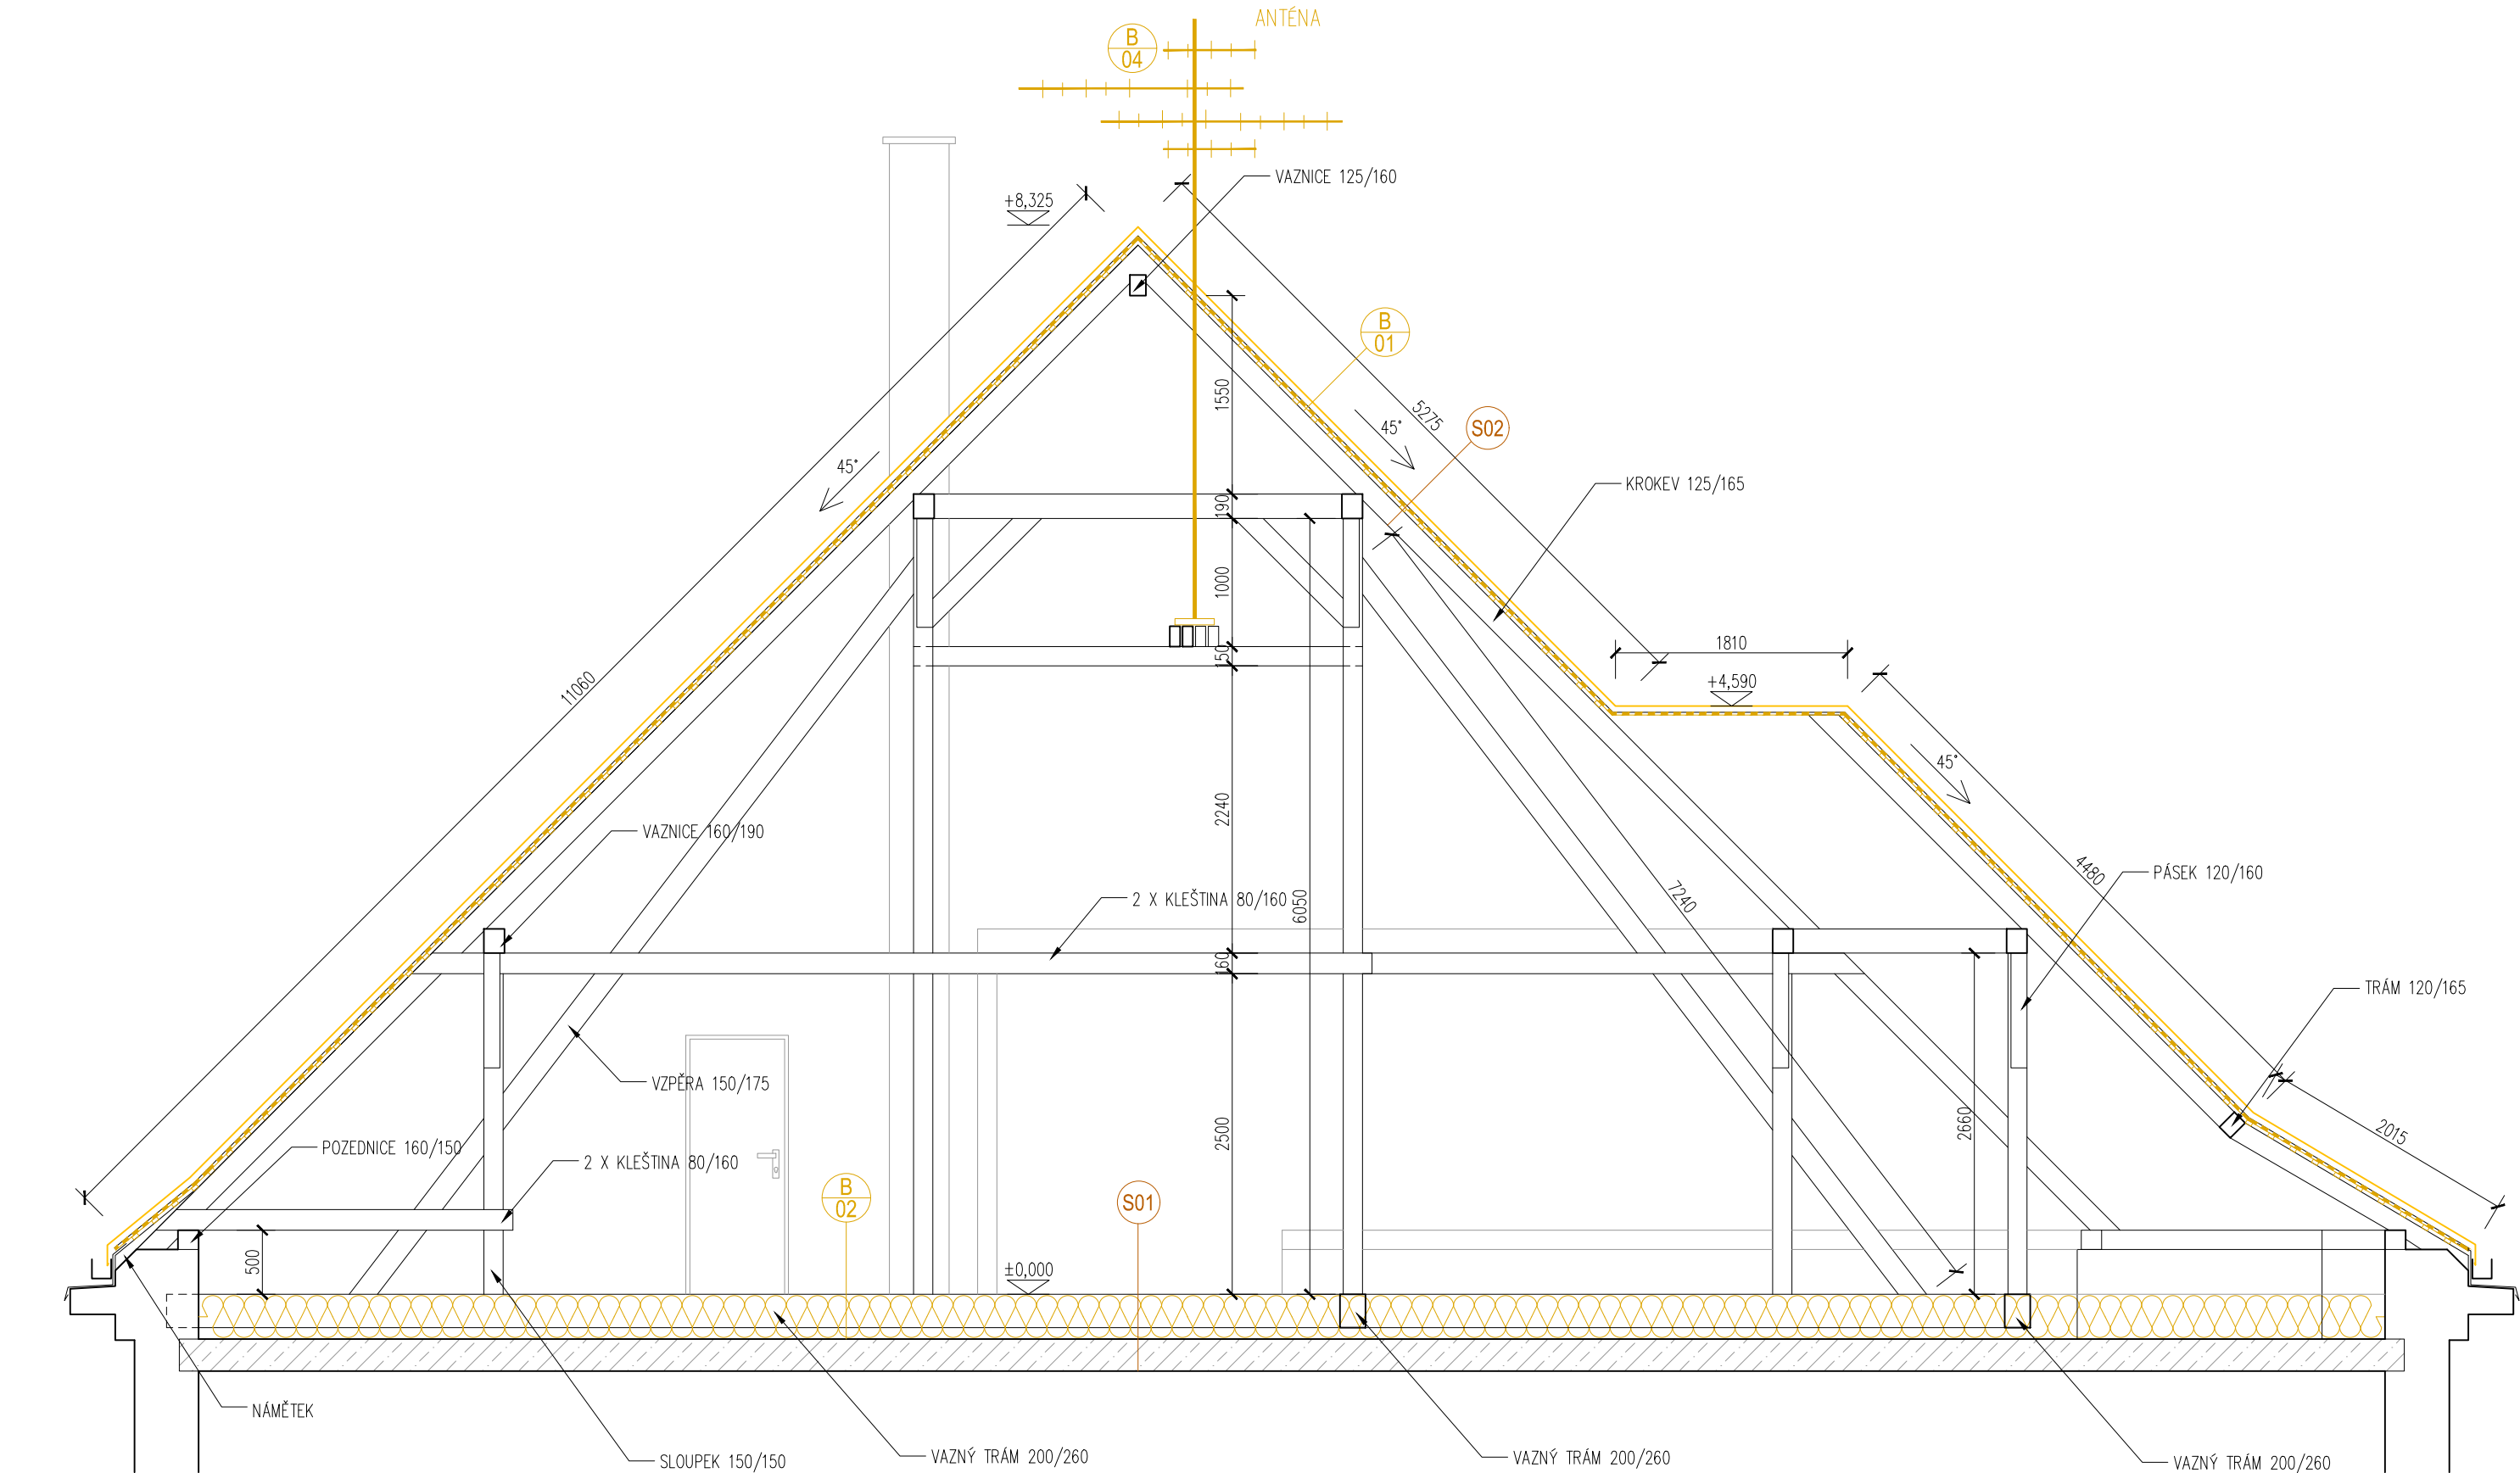 ANTÉNA
B
04
VAZNICE 125/160
+8,325
B
01
1550
5275
45°
S02
45°
KROKEV 125/165
190
1000
1810
150
+4,590
11060
45°
2240
VAZNICE 160/190
4480
PÁSEK 120/160
2 X KLEŠTINA 80/160
6050
7240
160
TRÁM 120/165
VZPĚRA 150/175
2500
2660
2015
POZEDNICE 160/150
2 X KLEŠTINA 80/160
B
02
S01
500
±0,000
NÁMĚTEK
SLOUPEK 150/150
VAZNÝ TRÁM 200/260
VAZNÝ TRÁM 200/260
VAZNÝ TRÁM 200/260